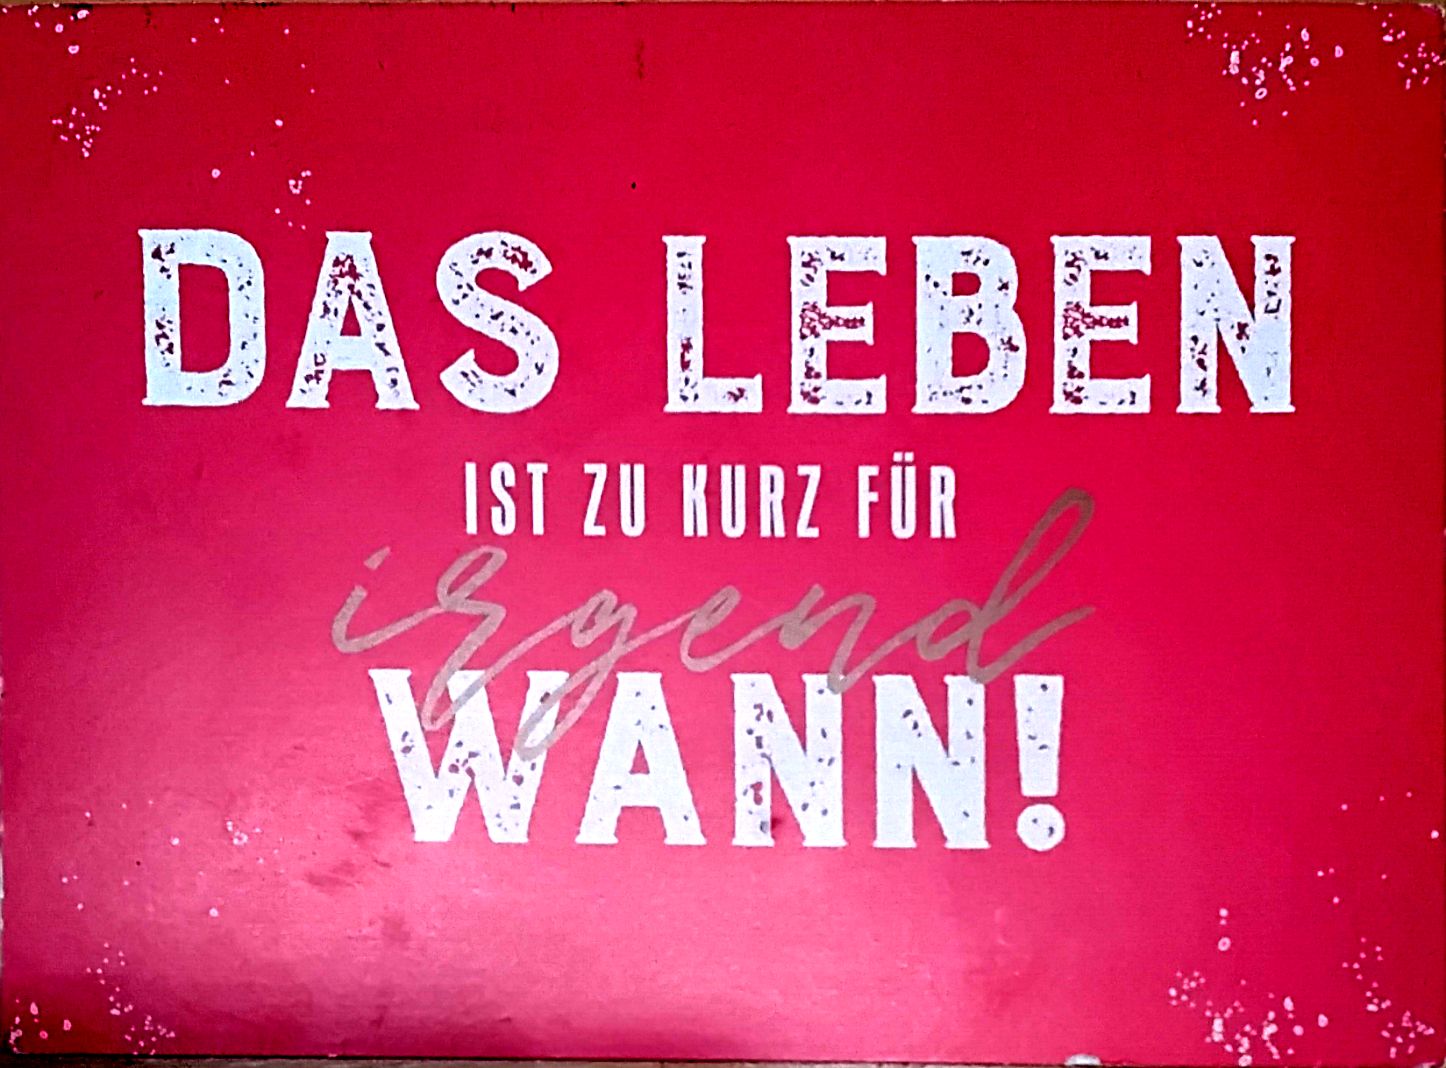 DAS LEBEN
IST ZU KURZ FÜR
irgend
WANN!